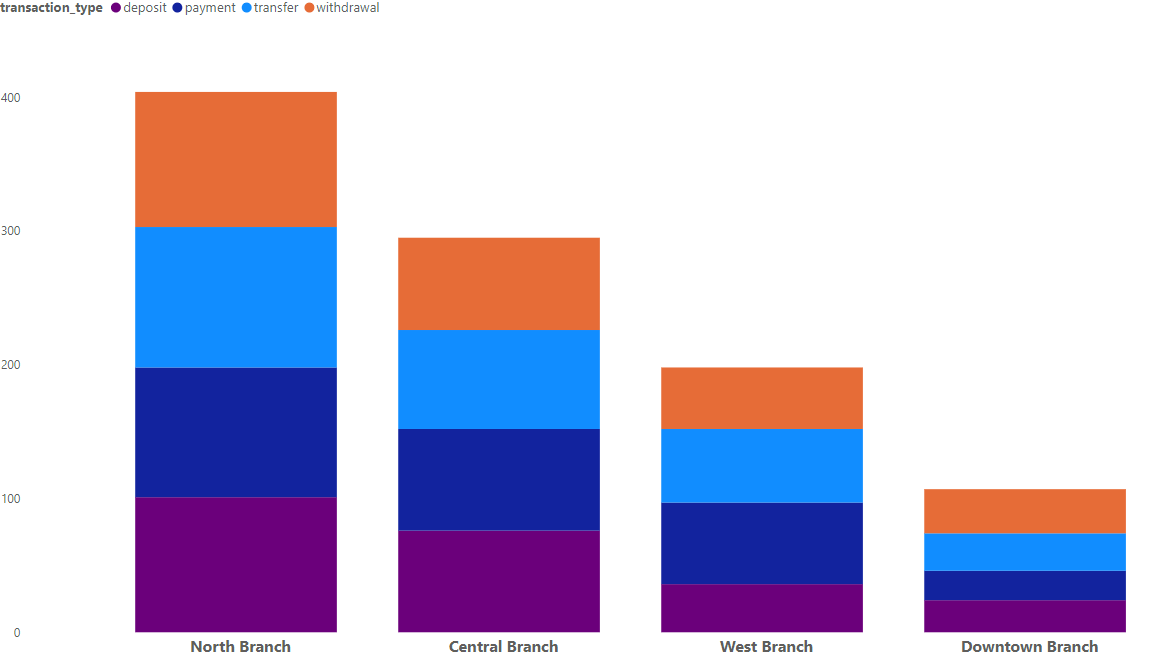 transaction_type deposit payment transfer withdrawal
400
300
200
100
0
North Branch Central Branch West Branch Downtown Branch